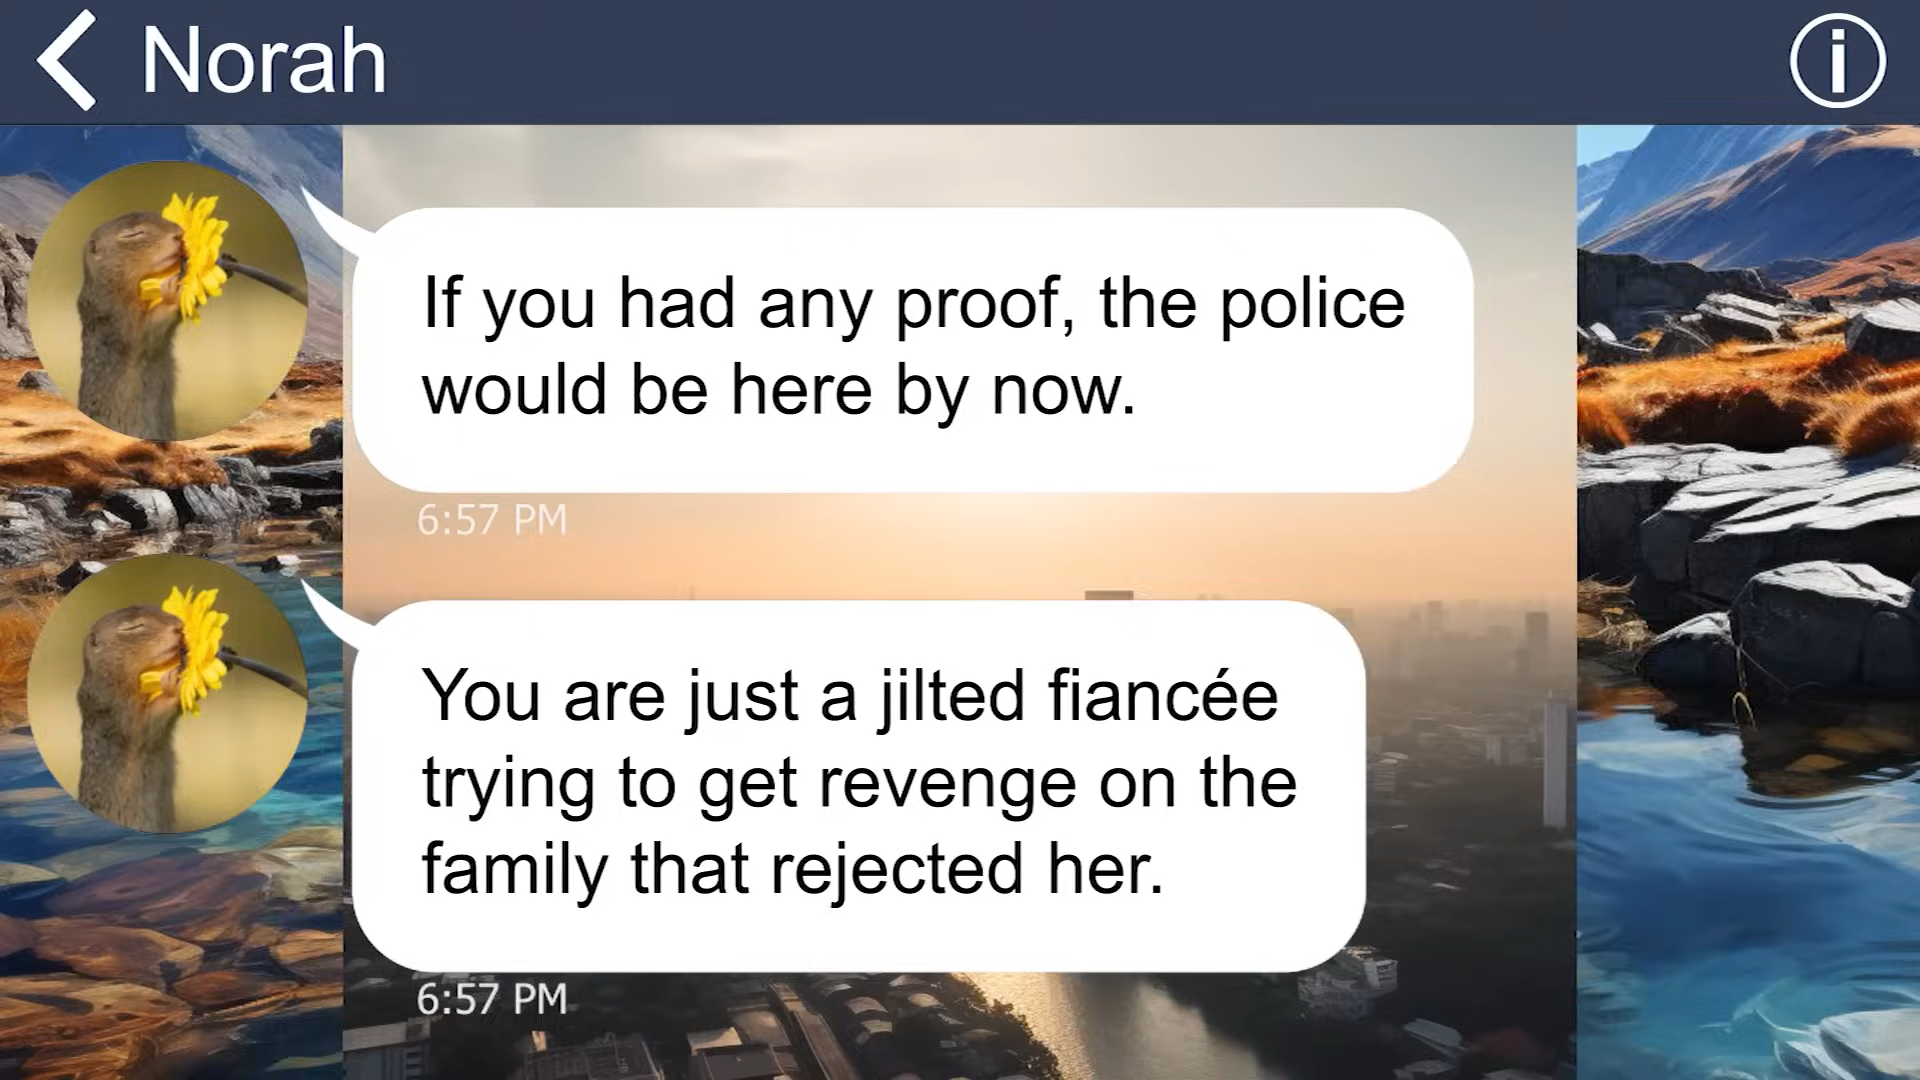 Norah
If you had any proof, the police
would be here by now.
6:57 PM
You are just a jilted fiancée
trying to get revenge on the
family that rejected her.
6:57 PM